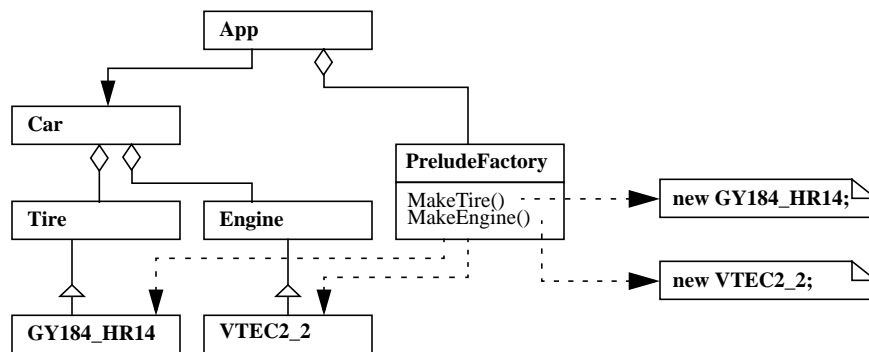 App
Car
PreludeFactory
MakeTire()
MakeEngine()
new GY184_HR14;
Tire
Engine
new VTEC2_2;
GY184_HR14
VTEC2_2